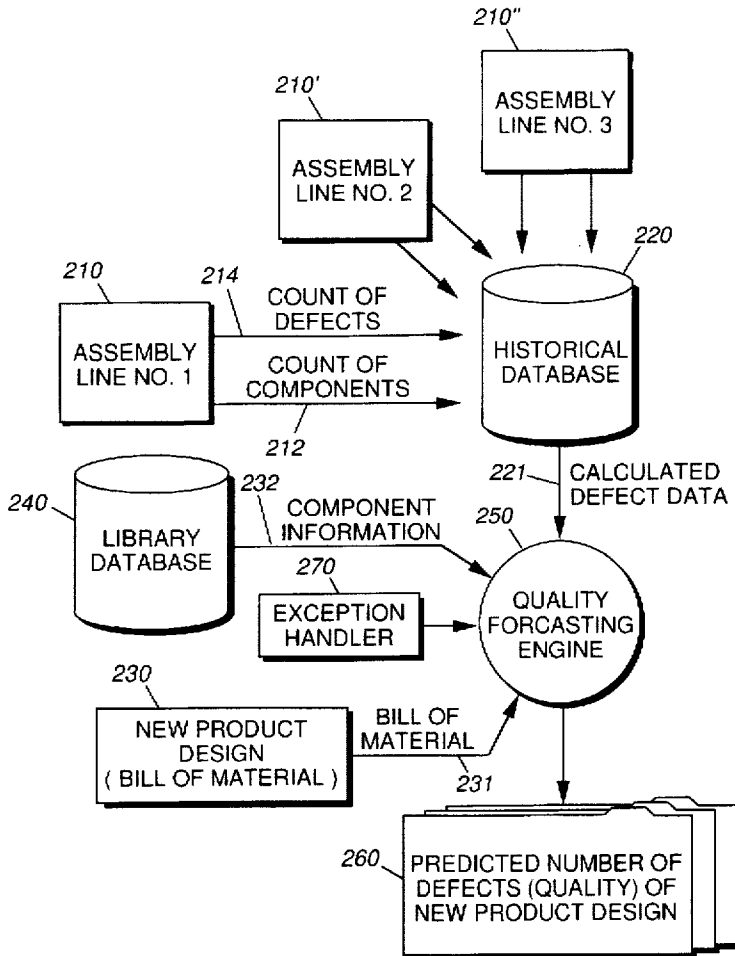 210"
ASSEMBLY
LINE NO. 3
210'
ASSEMBLY
LINE NO. 2
220
HISTORICAL
DATABASE
210
ASSEMBLY
LINE NO. 1
214
COUNT OF
DEFECTS
COUNT OF
COMPONENTS
212
221
CALCULATED
DEFECT DATA
240
LIBRARY
DATABASE
232
COMPONENT
INFORMATION
250
QUALITY
FORCASTING
ENGINE
270
EXCEPTION
HANDLER
230
NEW PRODUCT
DESIGN
( BILL OF MATERIAL )
BILL OF
MATERIAL
231
260
PREDICTED NUMBER OF
DEFECTS (QUALITY) OF
NEW PRODUCT DESIGN